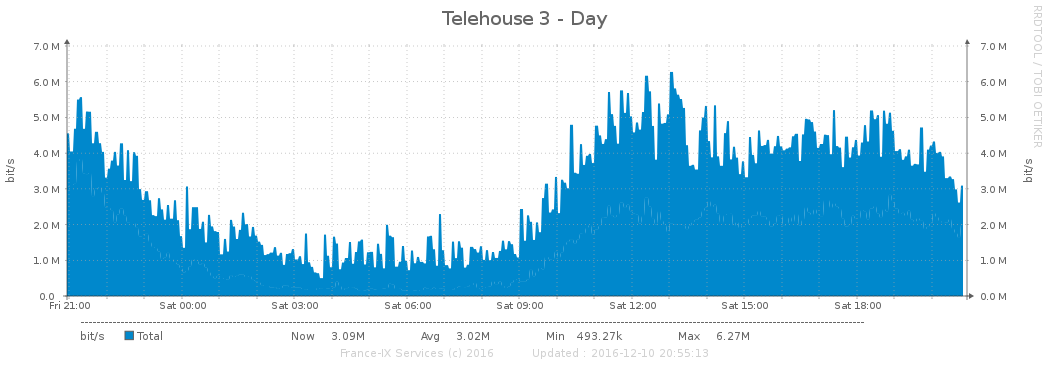 Telehouse 3 - Day
RRDTOOL / TOBI OETIKER
bit/s
bit/s
7.0 M 7.0 M
6.0 M 6.0 M
5.0 M 5.0 M
4.0 M 4.0 M
3.0 M 3.0 M
2.0 M 2.0 M
1.0 M 1.0 M
0.0 0.0 M
Fri 21:00 Sat 00:00 Sat 03:00 Sat 06:00 Sat 09:00 Sat 12:00 Sat 15:00 Sat 18:00
bit/s Total Now 3.09M Avg 3.02M Min 493.27k Max 6.27M
France-IX Services (c) 2016 Updated : 2016-12-10 20:55:13